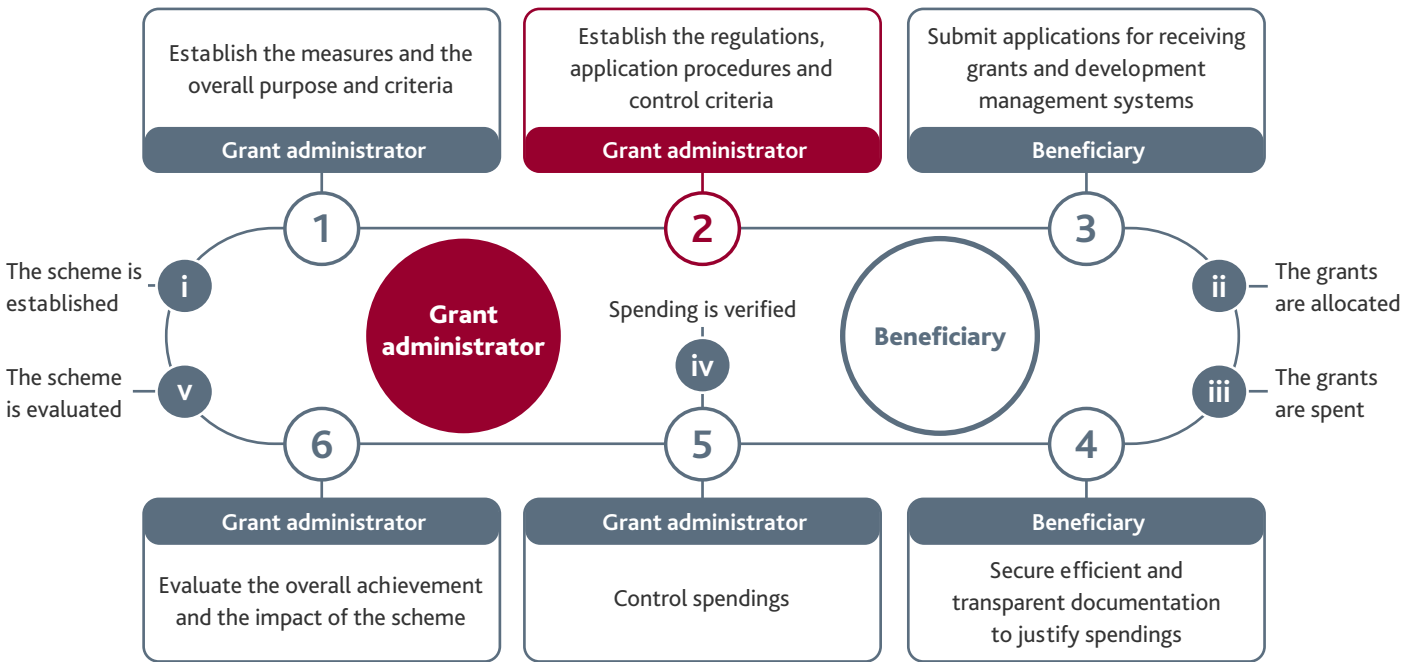 Establish the measures and the
overall purpose and criteria
Grant administrator
1
Establish the regulations,
application procedures and
control criteria
Grant administrator
2
Submit applications for receiving
grants and development
management systems
Beneficiary
3
The scheme is
established
i
Grant
administrator
Spending is verified
iv
Beneficiary
ii
The grants
are allocated
The scheme
is evaluated
v
iii
The grants
are spent
6
Grant administrator
Evaluate the overall achievement
and the impact of the scheme
5
Grant administrator
Control spendings
4
Beneficiary
Secure efficient and
transparent documentation
to justify spendings